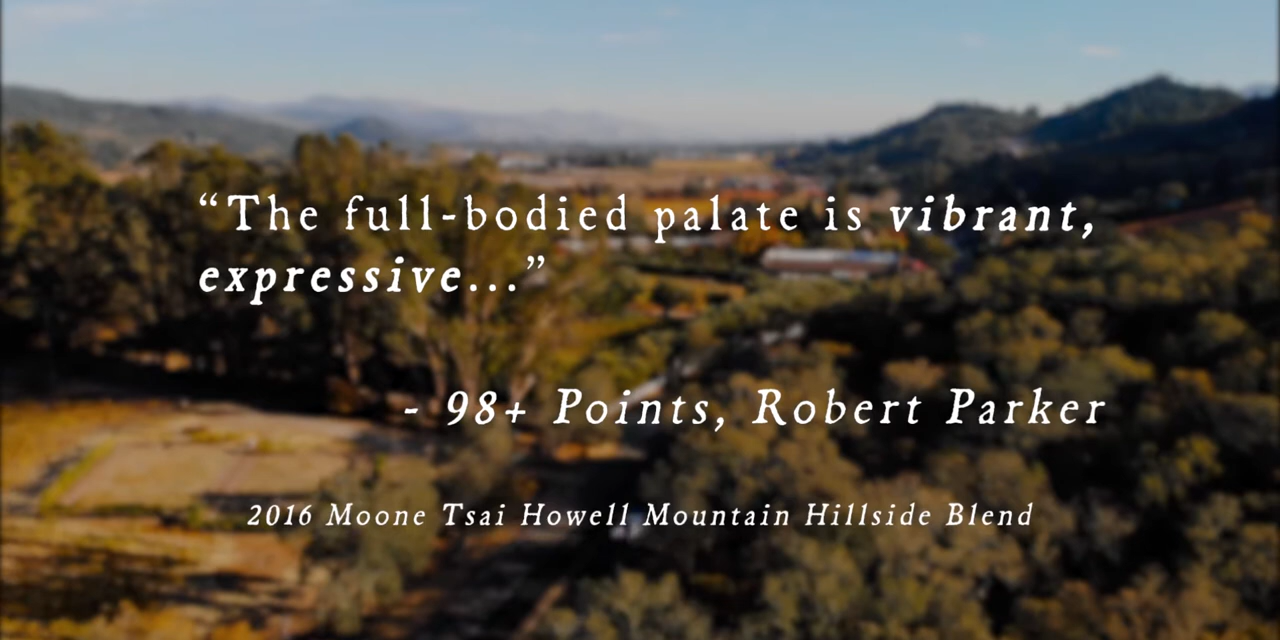 “The full-bodied palate is vibrant,
expressive...”
- 98+ Points, Robert Parker
2016 Moone Tsai Howell Mountain Hillside Blend